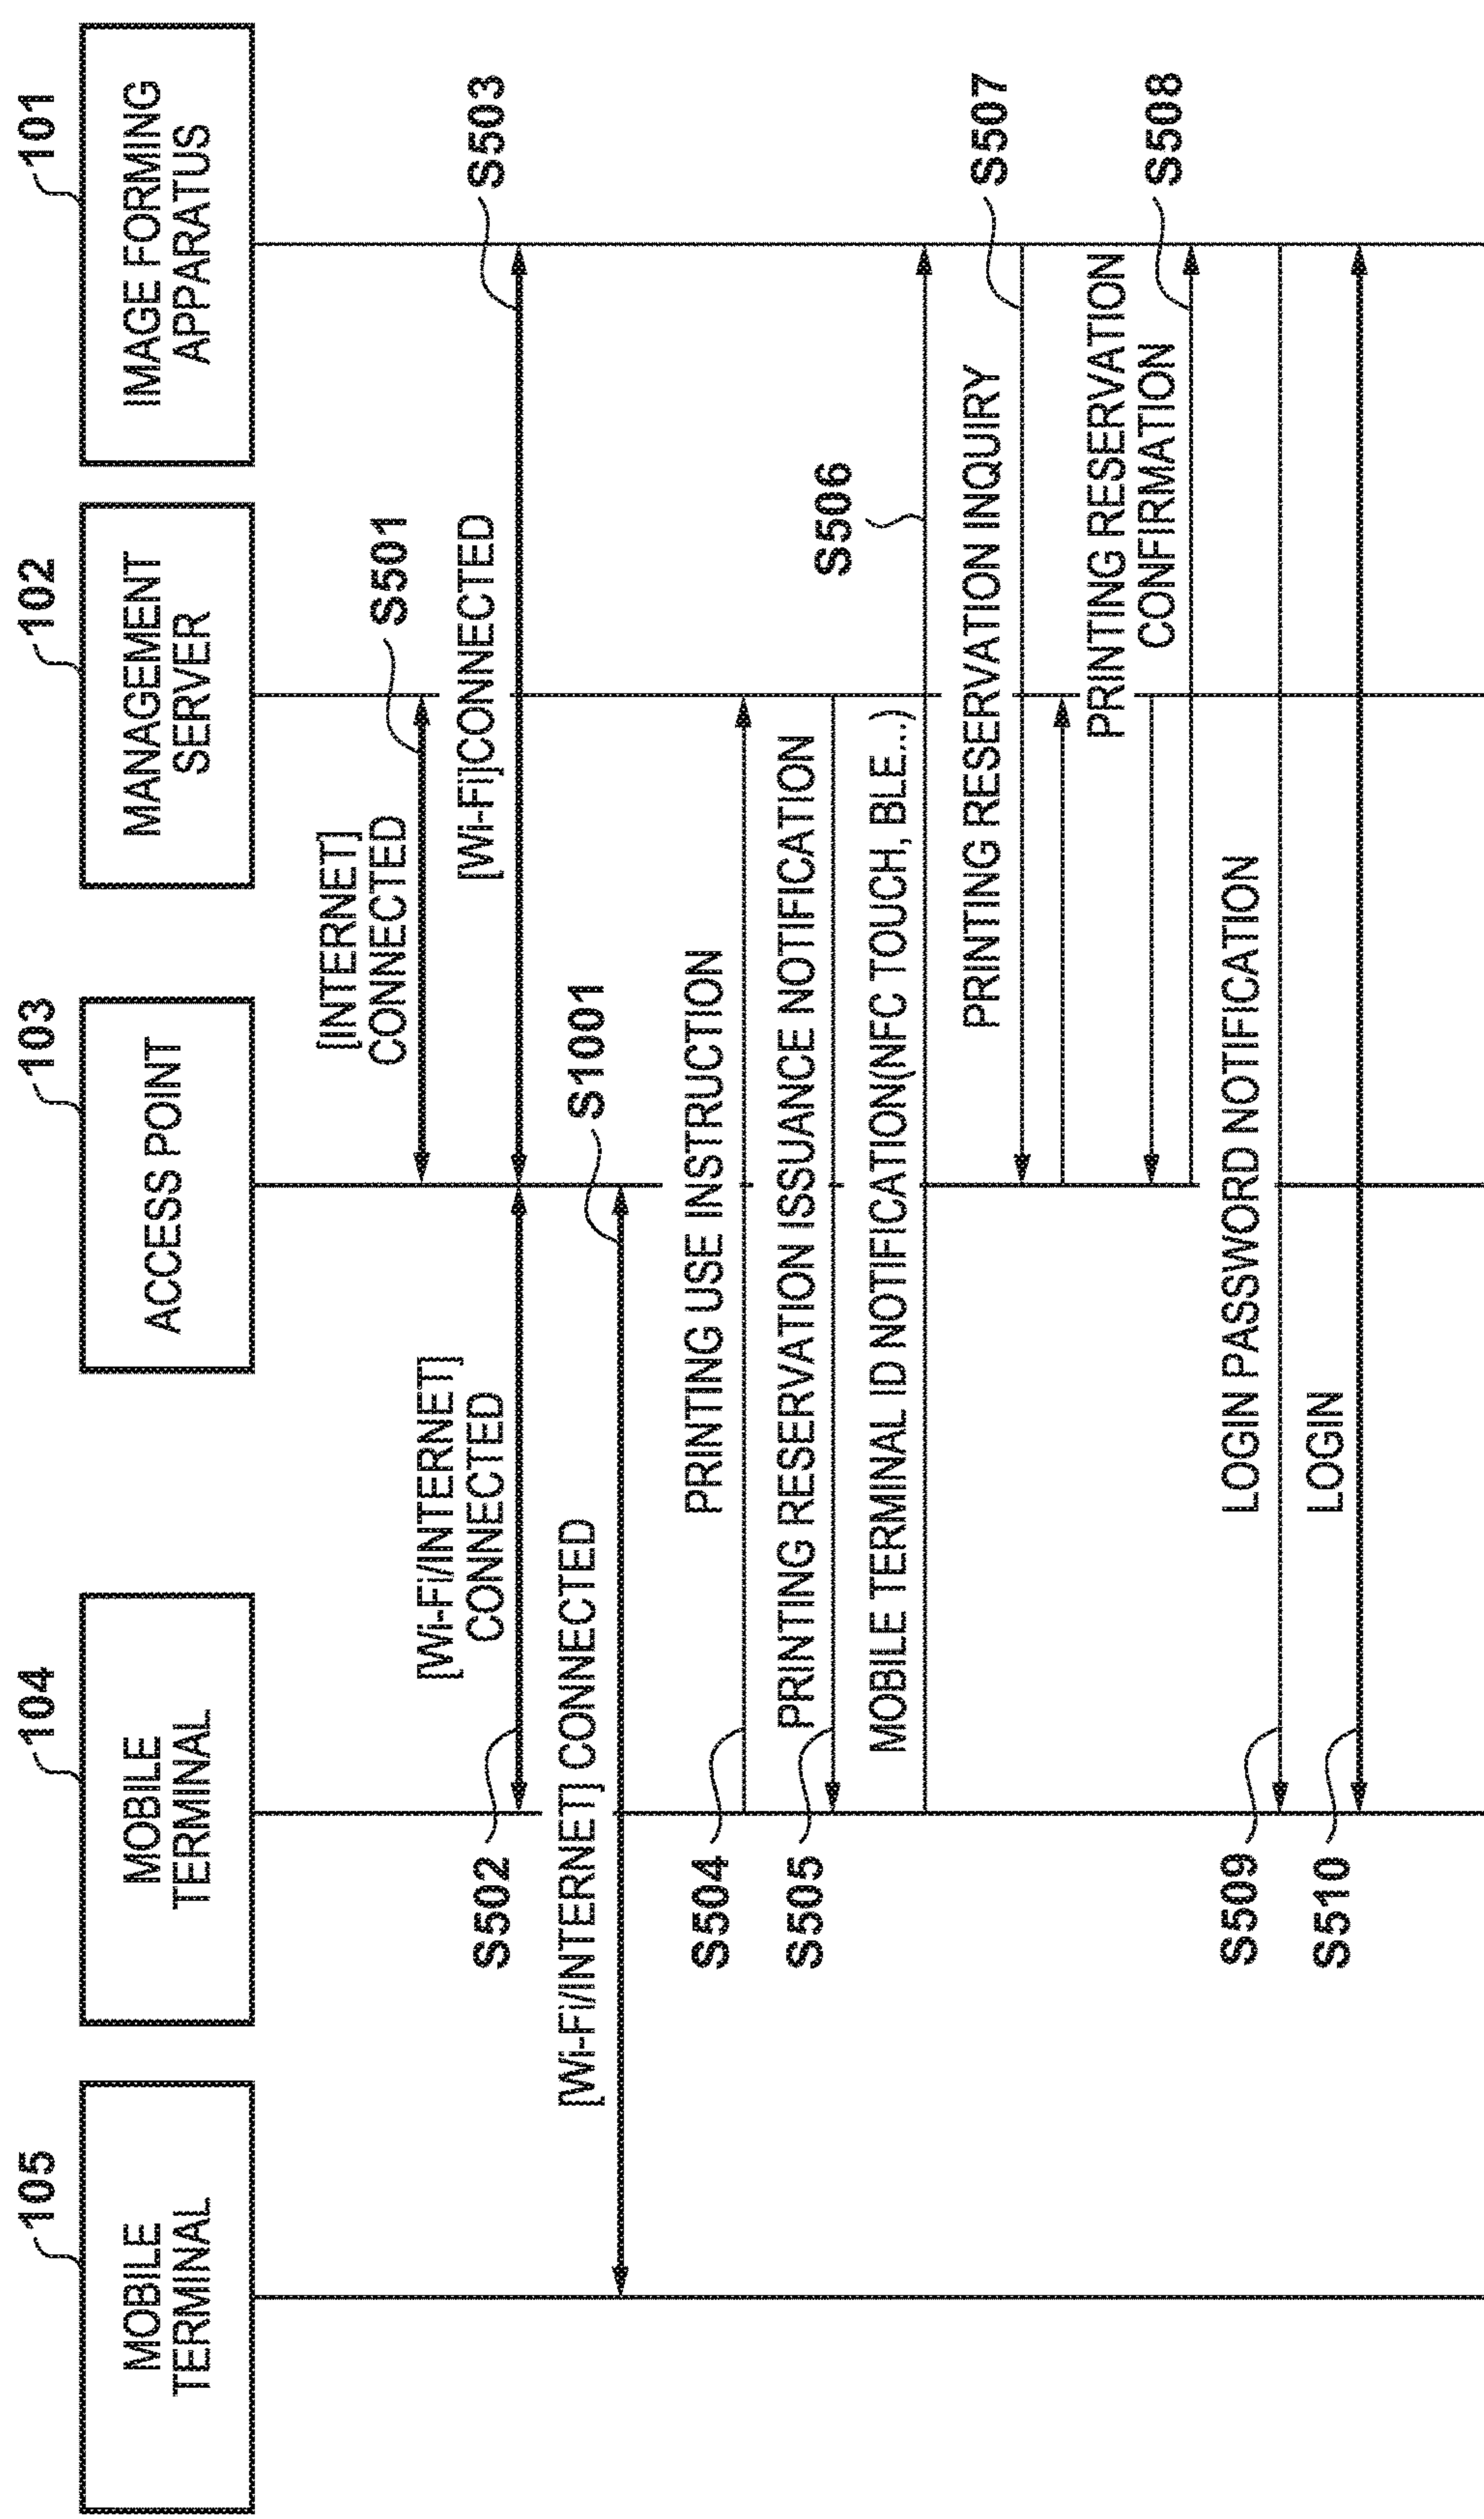 105
MOBILE
TERMINAL
104
MOBILE
TERMINAL
103
ACCESS POINT
102
MANAGEMENT
SERVER
101
IMAGE FORMING
APPARATUS
[INTERNET]
CONNECTED
S501
[Wi-Fi/INTERNET]
CONNECTED
S502
[Wi-Fi]CONNECTED
S503
[Wi-Fi/INTERNET] CONNECTED
S1001
S504
PRINTING USE INSTRUCTION
S505
PRINTING RESERVATION ISSUANCE NOTIFICATION
MOBILE TERMINAL ID NOTIFICATION(NFC TOUCH, BLE...)
S506
PRINTING RESERVATION INQUIRY
S507
PRINTING RESERVATION
CONFIRMATION
S508
S509
LOGIN PASSWORD NOTIFICATION
S510
LOGIN